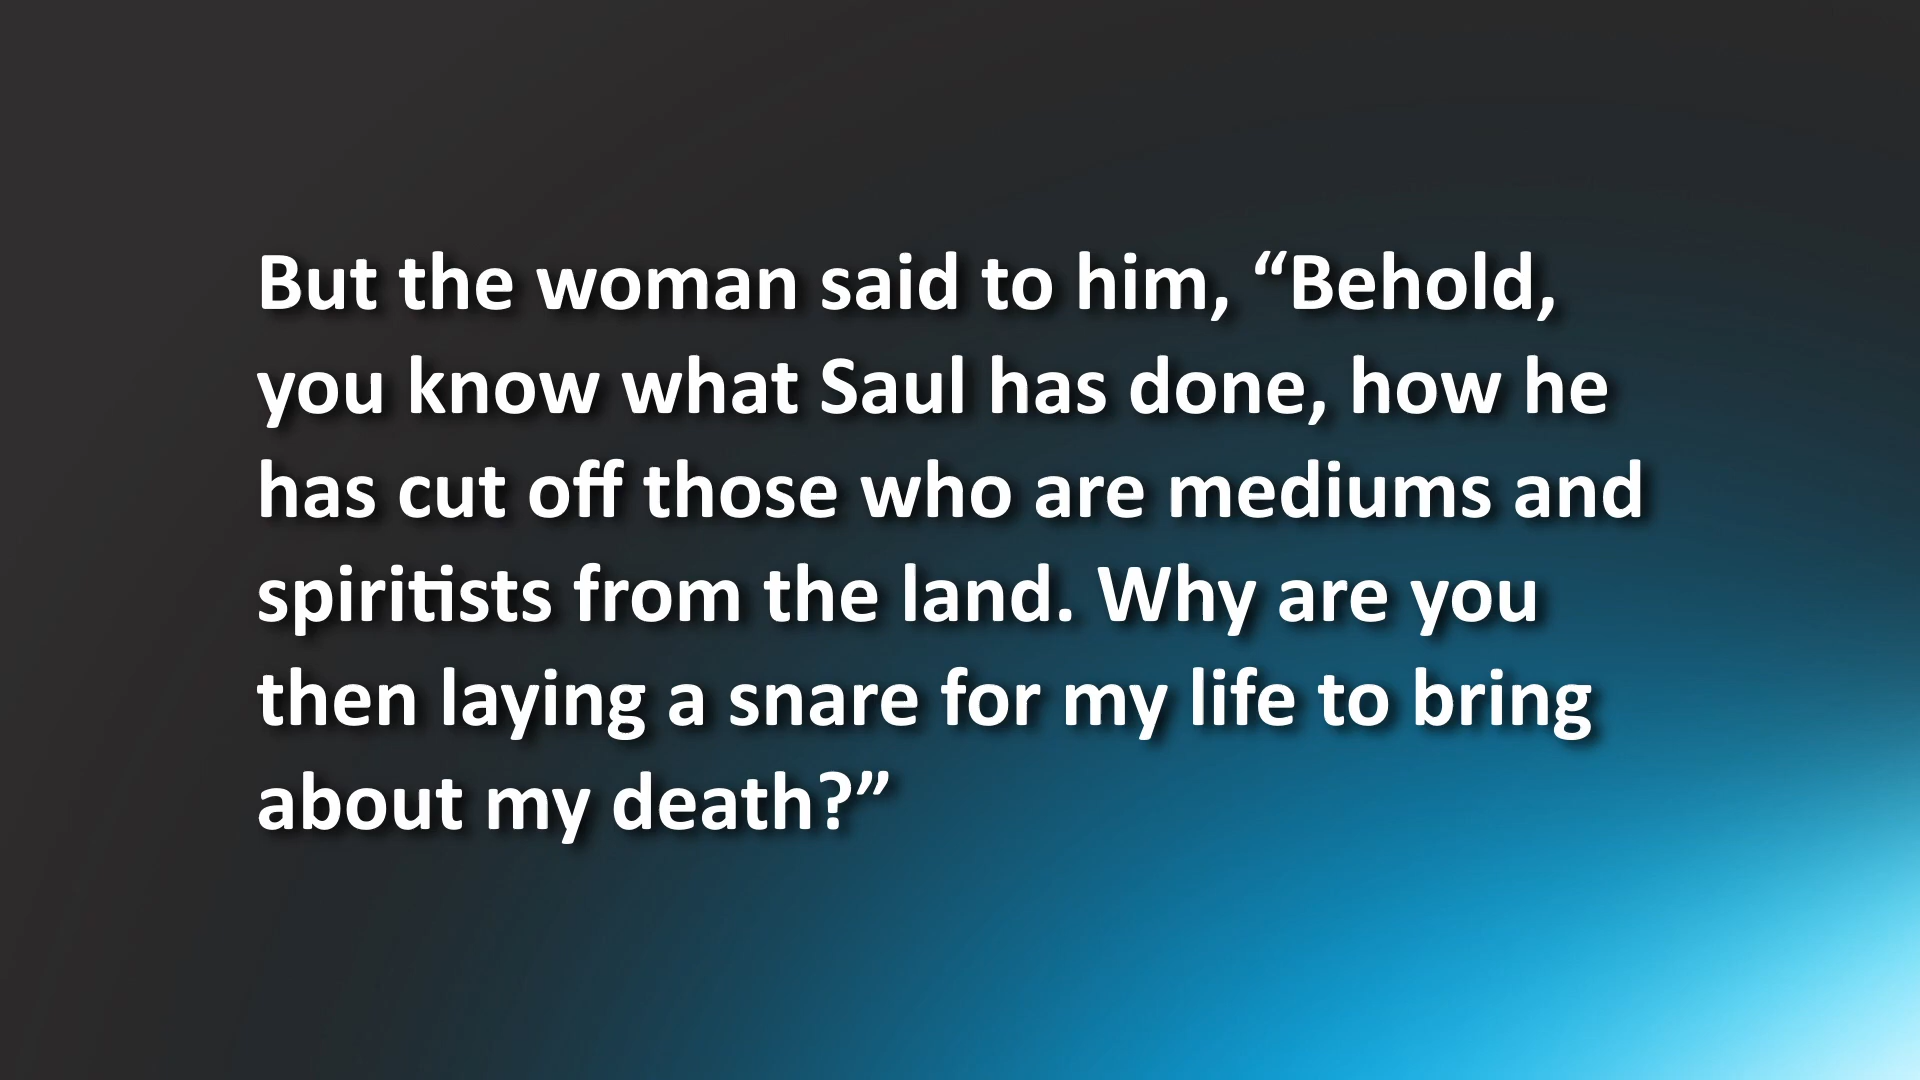 But the woman said to him, “Behold,
you know what Saul has done, how he
has cut off those who are mediums and
spiritists from the land. Why are you
then laying a snare for my life to bring
about my death?”